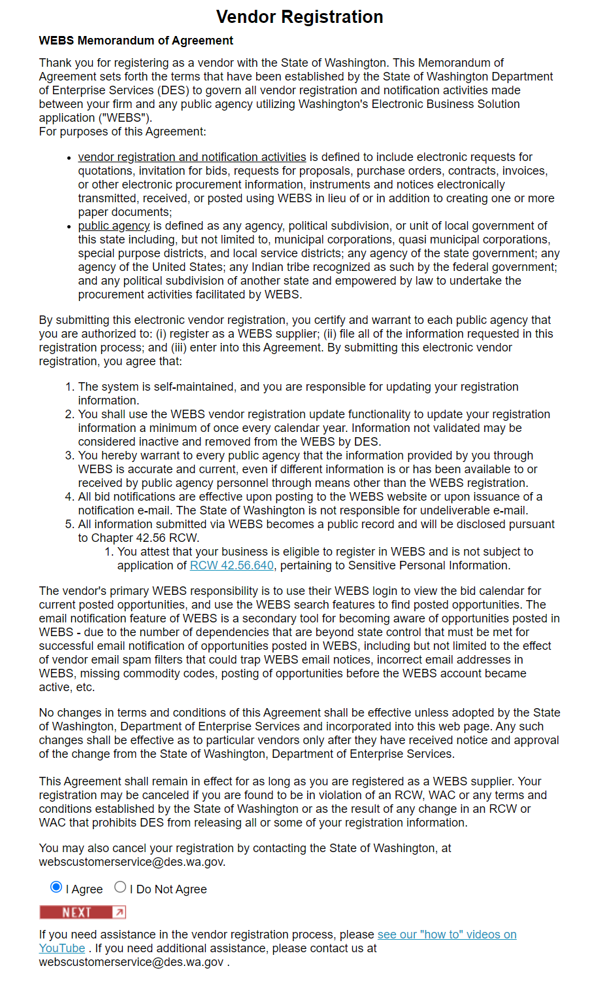 Vendor Registration
WEBS Memorandum of Agreement
Thank you for registering as a vendor with the State of Washington. This Memorandum of
Agreement sets forth the terms that have been established by the State of Washington Department
of Enterprise Services (DES) to govern all vendor registration and notification activities made
between your firm and any public agency utilizing Washington's Electronic Business Solution
application ("WEBS").
For purposes of this Agreement:
• vendor registration and notification activities is defined to include electronic requests for
quotations, invitation for bids, requests for proposals, purchase orders, contracts, invoices,
or other electronic procurement information, instruments and notices electronically
transmitted, received, or posted using WEBS in lieu of or in addition to creating one or more
paper documents;
• public agency is defined as any agency, political subdivision, or unit of local government of
this state including, but not limited to, municipal corporations, quasi municipal corporations,
special purpose districts, and local service districts; any agency of the state government; any
agency of the United States; any Indian tribe recognized as such by the federal government;
and any political subdivision of another state and empowered by law to undertake the
procurement activities facilitated by WEBS.
By submitting this electronic vendor registration, you certify and warrant to each public agency that
you are authorized to: (i) register as a WEBS supplier; (ii) file all of the information requested in this
registration process; and (iii) enter into this Agreement. By submitting this electronic vendor
registration, you agree that:
1. The system is self-maintained, and you are responsible for updating your registration
information.
2. You shall use the WEBS vendor registration update functionality to update your registration
information a minimum of once every calendar year. Information not validated may be
considered inactive and removed from the WEBS by DES.
3. You hereby warrant to every public agency that the information provided by you through
WEBS is accurate and current, even if different information is or has been available to or
received by public agency personnel through means other than the WEBS registration.
4. All bid notifications are effective upon posting to the WEBS website or upon issuance of a
notification e-mail. The State of Washington is not responsible for undeliverable e-mail.
5. All information submitted via WEBS becomes a public record and will be disclosed pursuant
to Chapter 42.56 RCW.
1. You attest that your business is eligible to register in WEBS and is not subject to
application of RCW 42.56.640, pertaining to Sensitive Personal Information.
The vendor's primary WEBS responsibility is to use their WEBS login to view the bid calendar for
current posted opportunities, and use the WEBS search features to find posted opportunities. The
email notification feature of WEBS is a secondary tool for becoming aware of opportunities posted in
WEBS - due to the number of dependencies that are beyond state control that must be met for
successful email notification of opportunities posted in WEBS, including but not limited to the effect
of vendor email spam filters that could trap WEBS email notices, incorrect email addresses in
WEBS, missing commodity codes, posting of opportunities before the WEBS account became
active, etc.
No changes in terms and conditions of this Agreement shall be effective unless adopted by the State
of Washington, Department of Enterprise Services and incorporated into this web page. Any such
changes shall be effective as to particular vendors only after they have received notice and approval
of the change from the State of Washington, Department of Enterprise Services.
This Agreement shall remain in effect for as long as you are registered as a WEBS supplier. Your
registration may be canceled if you are found to be in violation of an RCW, WAC or any terms and
conditions established by the State of Washington or as the result of any change in an RCW or
WAC that prohibits DES from releasing all or some of your registration information.
You may also cancel your registration by contacting the State of Washington, at
webscustomerservice@des.wa.gov.
I Agree I Do Not Agree
NEXT
If you need assistance in the vendor registration process, please see our "how to" videos on
YouTube . If you need additional assistance, please contact us at
webscustomerservice@des.wa.gov .